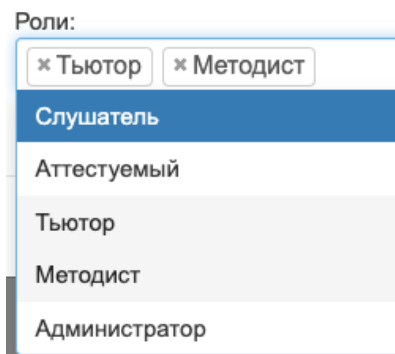 Роли:
× Тьютор × Методист
Слушатель
Аттестуемый
Тьютор
Методист
Администратор